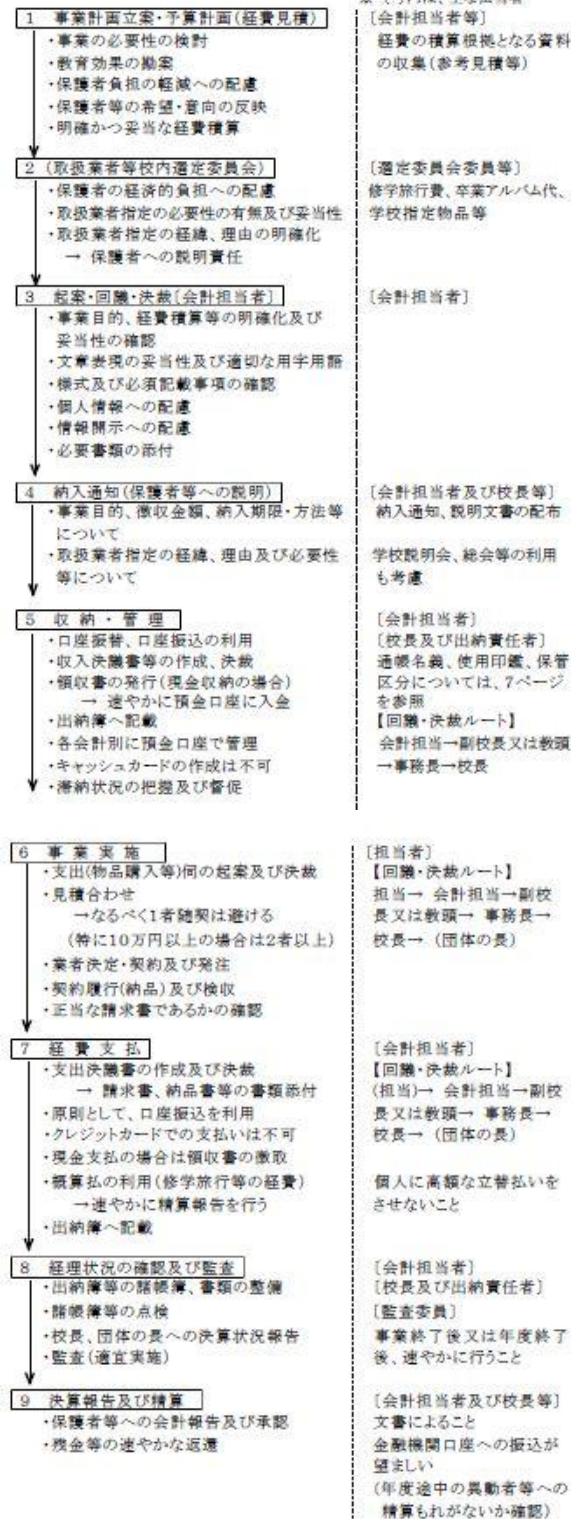 1 事業計画立案・予算計画(経費見積)
・事業の必要性の検討
・教育効果の勘案
・保護者負担の軽減への配慮
・保護者等の希望・意向の反映
・明確かつ妥当な経費積算
[会計担当者等]
経費の積算根拠となる資料
の収集(参考見積等)
2 (取扱業者等校内選定委員会)
・保護者の経済的負担への配慮
・取扱業者指定の必要性の有無及び妥当性
・取扱業者指定の経緯、理由の明確化
→ 保護者への説明責任
[選定委員会委員等]
修学旅行費、卒業アルバム代、
学校指定物品等
3 起案・回議・決裁[会計担当者]
・事業目的、経費積算等の明確化及び
妥当性の確認
・文章表現の妥当性及び適切な用字用語
・様式及び必須記載事項の確認
・個人情報への配慮
・情報開示への配慮
・必要書類の添付
[会計担当者]
4 納入通知(保護者等への説明)
・事業目的、徴収金額、納入期限・方法等
について
・取扱業者指定の経緯、理由及び必要性
等について
[会計担当者及び校長等]
納入通知、説明文書の配布
学校説明会、総会等の利用
も考慮
5 収納・管理
・口座振替、口座振込の利用
・収入決議書等の作成、決裁
・領収書の発行(現金収納の場合)
→ 速やかに預金口座に入金
・出納簿へ記載
・各会計別に預金口座で管理
・キャッシュカードの作成は不可
・滞納状況の把握及び督促
[会計担当者]
[校長及び出納責任者]
通帳名義、使用印鑑、保管
区分については、7ページ
を参照
【回議・決裁ルート】
会計担当→副校長又は教頭
→事務長→校長
6 事業実施
・支出(物品購入等)伺の起案及び決裁
・見積合わせ
→なるべく1者随契は避ける
(特に10万円以上の場合は2者以上)
・業者決定・契約及び発注
・契約履行(納品)及び検収
・正当な請求書であるかの確認
[担当者]
【回議・決裁ルート】
担当→ 会計担当→副校
長又は教頭→ 事務長→
校長→ (団体の長)
7 経費支払
・支出決議書の作成及び決裁
→ 請求書、納品書等の書類添付
・原則として、口座振込を利用
・クレジットカードでの支払いは不可
・現金支払の場合は領収書の徴取
・概算払の利用(修学旅行等の経費)
→速やかに精算報告を行う
・出納簿へ記載
[会計担当者]
【回議・決裁ルート】
(担当)→ 会計担当→副校
長又は教頭→ 事務長→
校長→ (団体の長)
個人に高額な立替払いを
させないこと
8 経理状況の確認及び監査
・出納簿等の諸帳簿、書類の整備
・諸帳簿等の点検
・校長、団体の長への決算状況報告
・監査(適宜実施)
[会計担当者]
[校長及び出納責任者]
[監査委員]
事業終了後又は年度終了
後、速やかに行うこと
9 決算報告及び精算
・保護者等への会計報告及び承認
・残金等の速やかな返還
[会計担当者及び校長等]
文書によること
金融機関口座への振込が
望ましい
(年度途中の異動者等への
精算もれがないか確認)